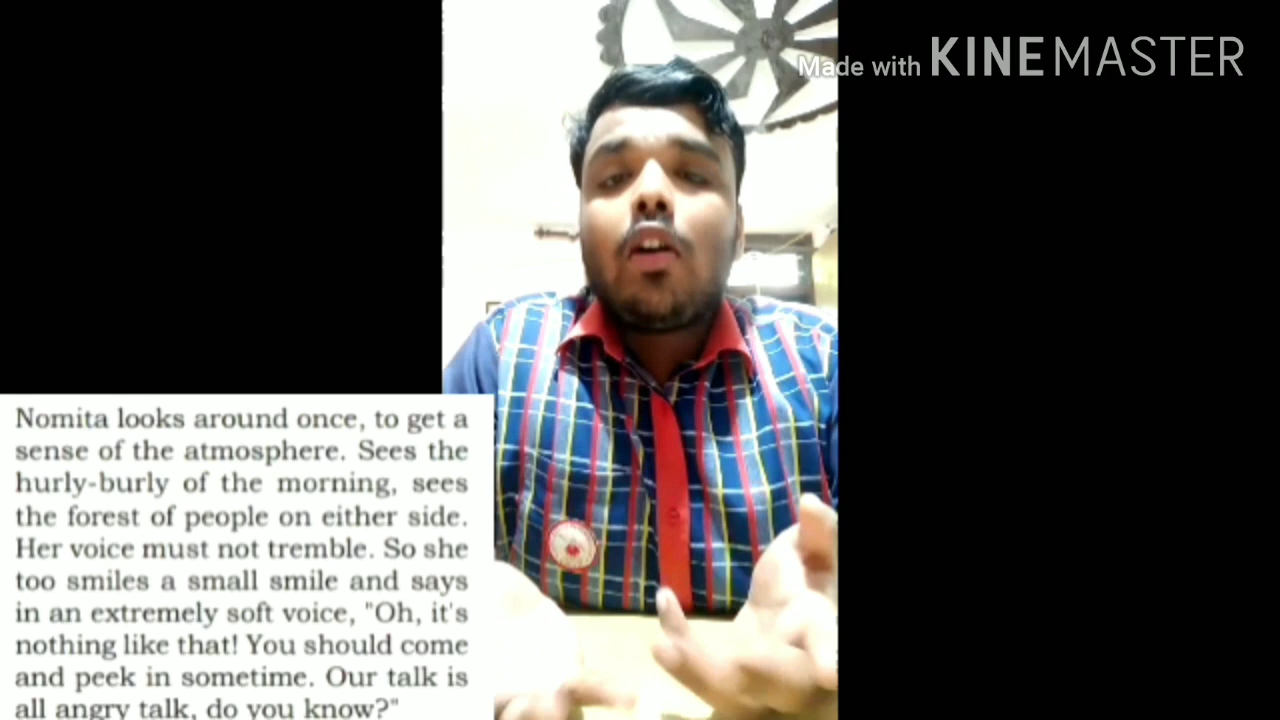 Made with KINEMASTER
Nomita looks around once, to get a
sense of the atmosphere. Sees the
hurly-burly of the morning, sees
the forest of people on either side.
Her voice must not tremble. So she
too smiles a small smile and says
in an extremely soft voice, "Oh, it's
nothing like that! You should come
and peek in sometime. Our talk is
all angry talk, do you know?"